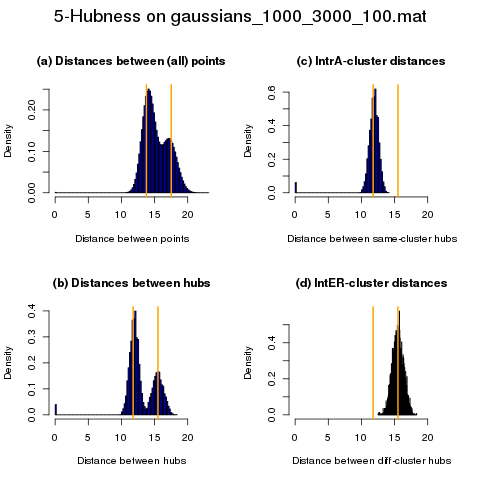 5-Hubness on gaussians_1000_3000_100.mat
(a) Distances between (all) points
Density
0.00 0.10 0.20
0 5 10 15 20
Distance between points
(c) IntrA-cluster distances
Density
0.0 0.2 0.4 0.6
0 5 10 15 20
Distance between same-cluster hubs
(b) Distances between hubs
Density
0.0 0.1 0.2 0.3 0.4
0 5 10 15 20
Distance between hubs
(d) IntER-cluster distances
Density
0.0 0.2 0.4
0 5 10 15 20
Distance between diff-cluster hubs